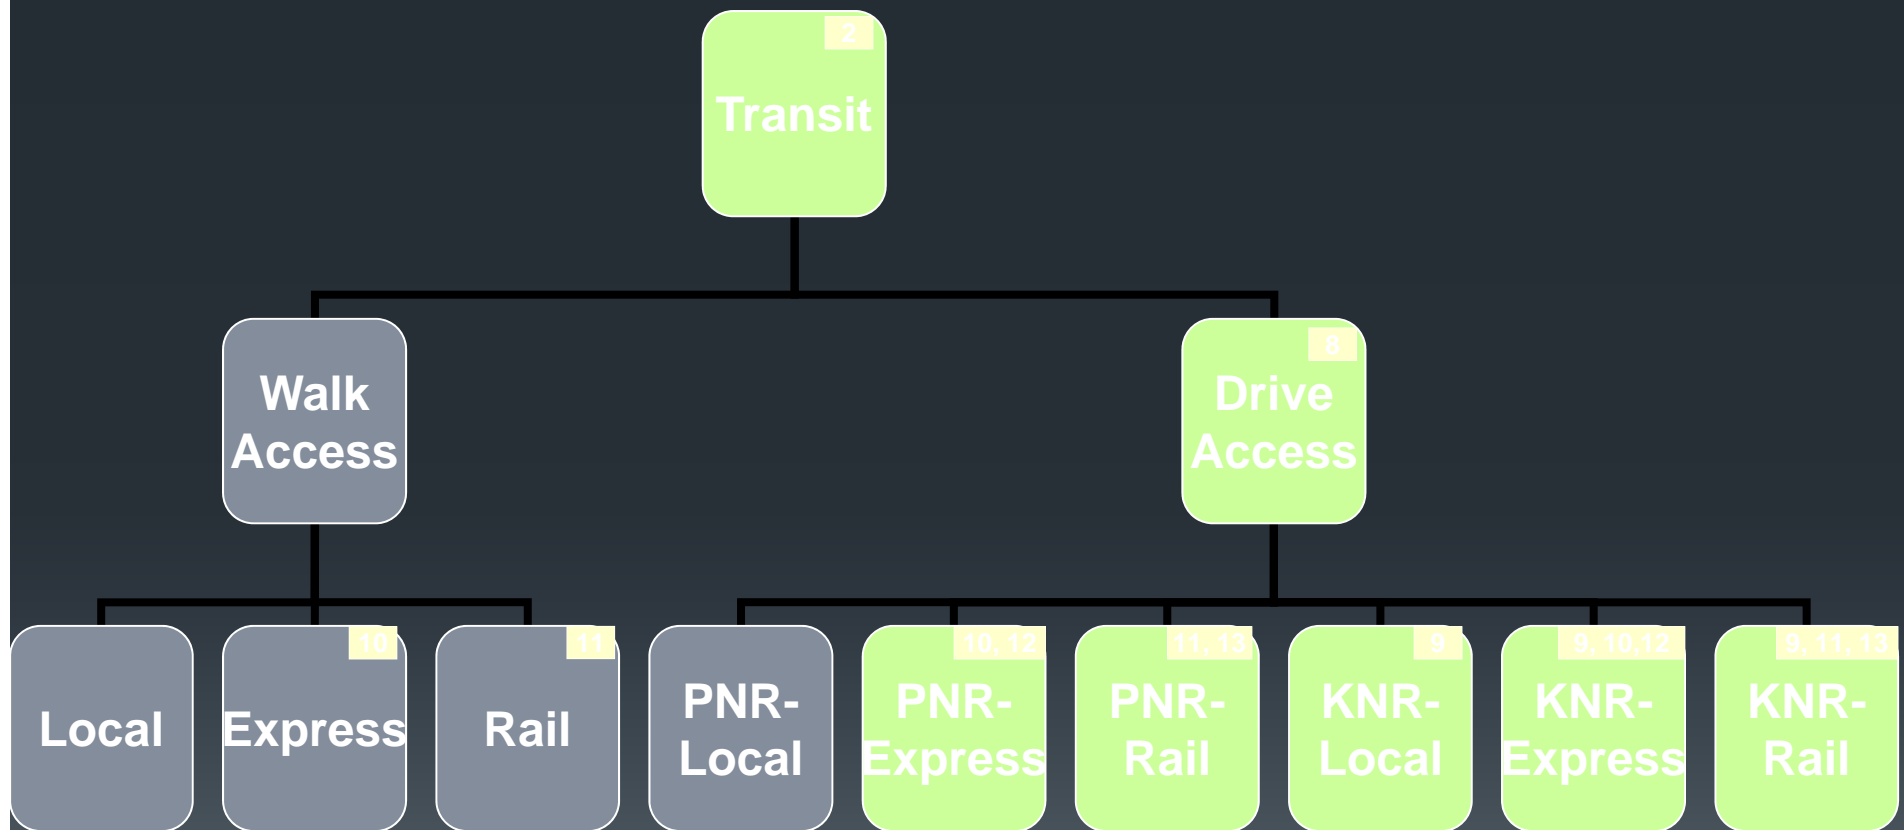 2
Transit
Walk
Access
8
Drive
Access
Local
10
Express
11
Rail
PNR-
Local
10, 12
PNR-
Express
11, 13
PNR-
Rail
9
KNR-
Local
9, 10,12
KNR-
Express
9, 11, 13
KNR-
Rail